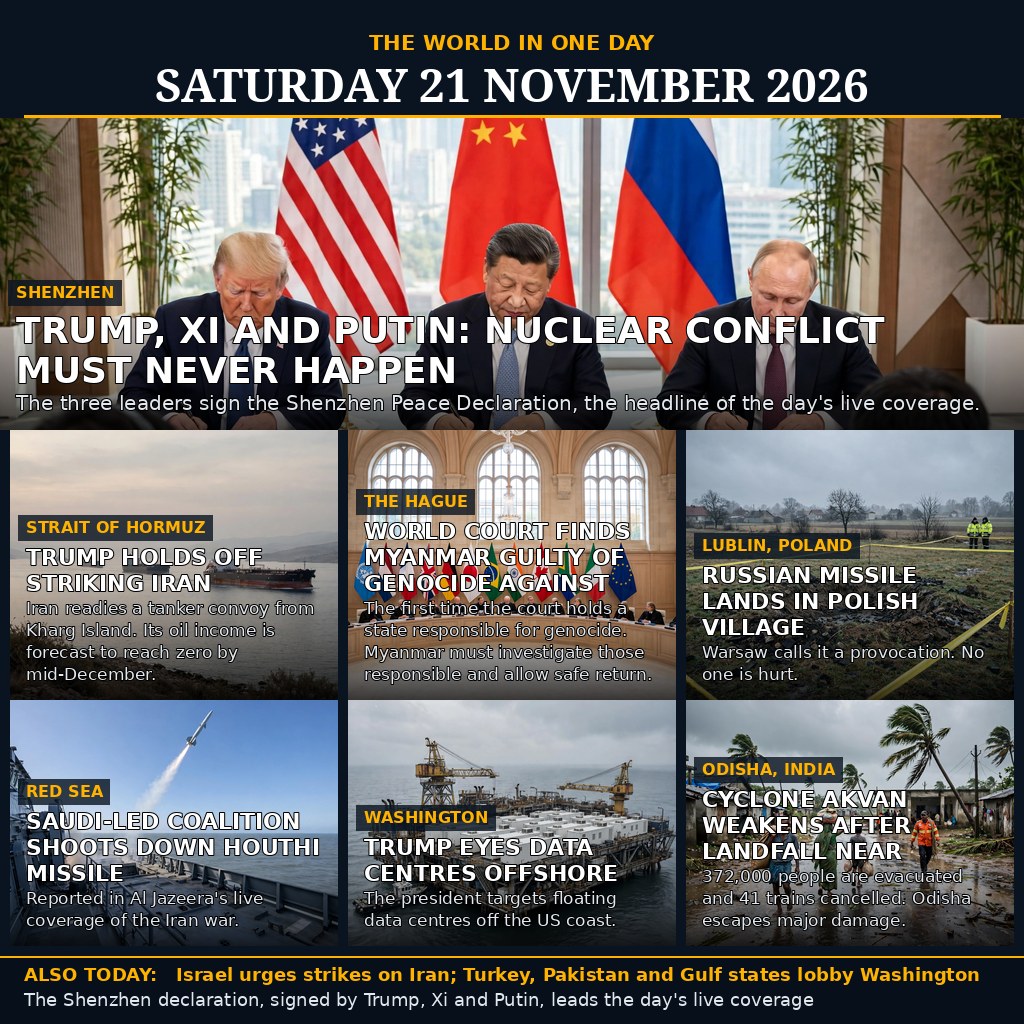 THE WORLD IN ONE DAY
SATURDAY 21 NOVEMBER 2026
SHENZHEN
TRUMP, XI AND PUTIN: NUCLEAR CONFLICT
MUST NEVER HAPPEN
The three leaders sign the Shenzhen Peace Declaration, the headline of the day's live coverage.
STRAIT OF HORMUZ
TRUMP HOLDS OFF
STRIKING IRAN
Iran readies a tanker convoy from
Kharg Island. Its oil income is
forecast to reach zero by
mid-December.
THE HAGUE
WORLD COURT FINDS
MYANMAR GUILTY OF
GENOCIDE AGAINST
The first time the court holds a
state responsible for genocide.
Myanmar must investigate those
responsible and allow safe return.
LUBLIN, POLAND
RUSSIAN MISSILE
LANDS IN POLISH
VILLAGE
Warsaw calls it a provocation. No
one is hurt.
RED SEA
SAUDI-LED COALITION
SHOOTS DOWN HOUTHI
MISSILE
Reported in Al Jazeera's live
coverage of the Iran war.
WASHINGTON
TRUMP EYES DATA
CENTRES OFFSHORE
The president targets floating
data centres off the US coast.
ODISHA, INDIA
CYCLONE AKVAN
WEAKENS AFTER
LANDFALL NEAR
372,000 people are evacuated
and 41 trains cancelled. Odisha
escapes major damage.
ALSO TODAY: Israel urges strikes on Iran; Turkey, Pakistan and Gulf states lobby Washington
The Shenzhen declaration, signed by Trump, Xi and Putin, leads the day's live coverage